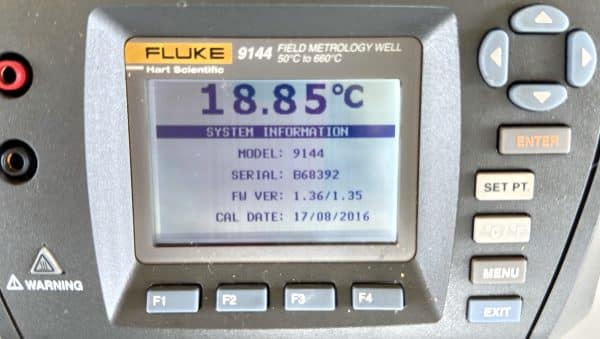 FLUKE 9144 FIELD METROLOGY WELL
50°C to 660°C
Hart Scientific
18.85°C
SYSTEM INFORMATION
MODEL: 9144
SERIAL: B68392
FW VER: 1.36/1.35
CAL DATE: 17/08/2016
ENTER
SET PT.
°C/°F
MENU
EXIT
WARNING
F1 F2 F3 F4